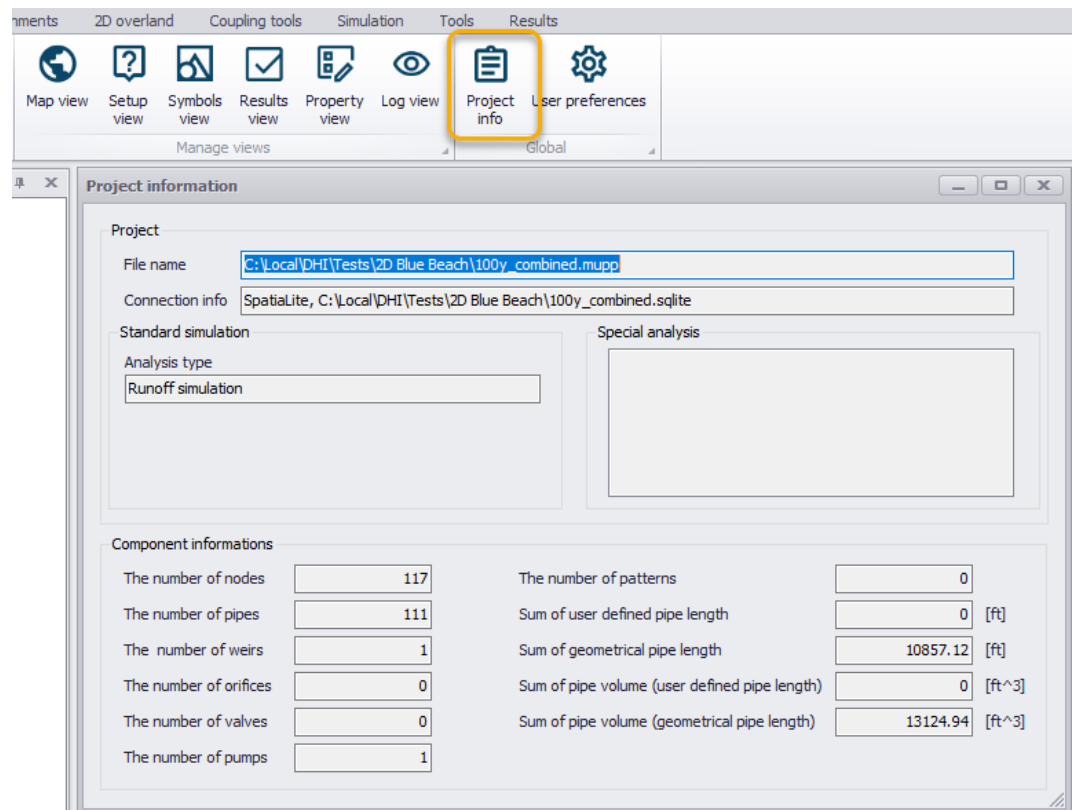 nments 2D overland Coupling tools Simulation Tools Results
Map view Setup view Symbols view Results view Property view Log view Project info User preferences
Manage views Global
Project information
Project
File name C:\Local\DHI\Tests\2D Blue Beach\100y_combined.mupp
Connection info SpatiaLite, C:\Local\DHI\Tests\2D Blue Beach\100y_combined.sqlite
Standard simulation Special analysis
Analysis type
Runoff simulation
Component informations
The number of nodes 117 The number of patterns 0
The number of pipes 111 Sum of user defined pipe length 0 [ft]
The number of weirs 1 Sum of geometrical pipe length 10857.12 [ft]
The number of orifices 0 Sum of pipe volume (user defined pipe length) 0 [ft^3]
The number of valves 0 Sum of pipe volume (geometrical pipe length) 13124.94 [ft^3]
The number of pumps 1